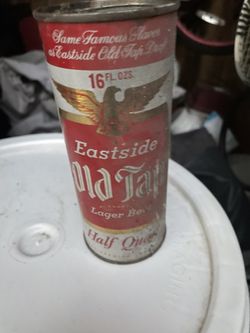 Same Famous Flavor
as Eastside Old Tap Draft
16 FL. OZS.
Eastside
Old Tap
Lager Beer
Half Quart